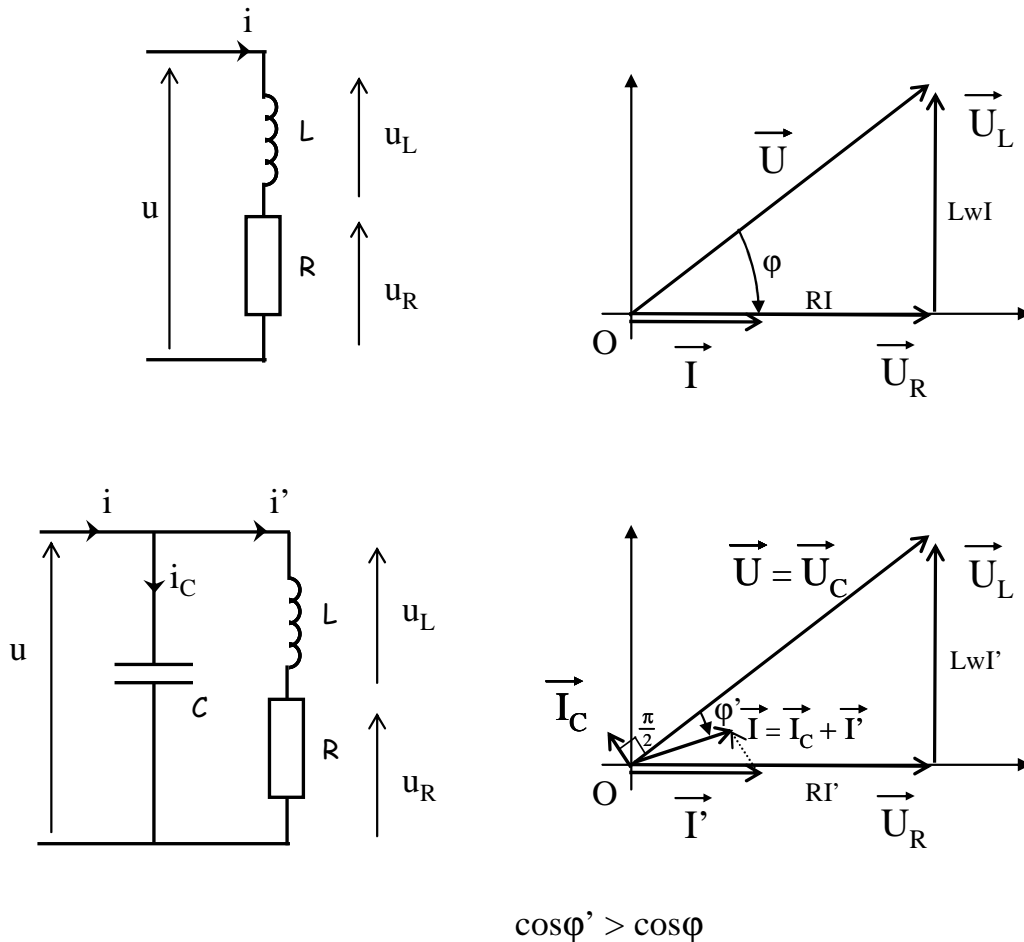 i
L
u_L
u
R
u_R
U
U_L
LwI
φ
RI
O
I
U_R
i
i’
i_C
L
u_L
u
C
R
u_R
U = U_C
U_L
LwI’
I_C
π/2
φ’
I = I_C + I’
O
I’
RI’
U_R
cosφ’ > cosφ